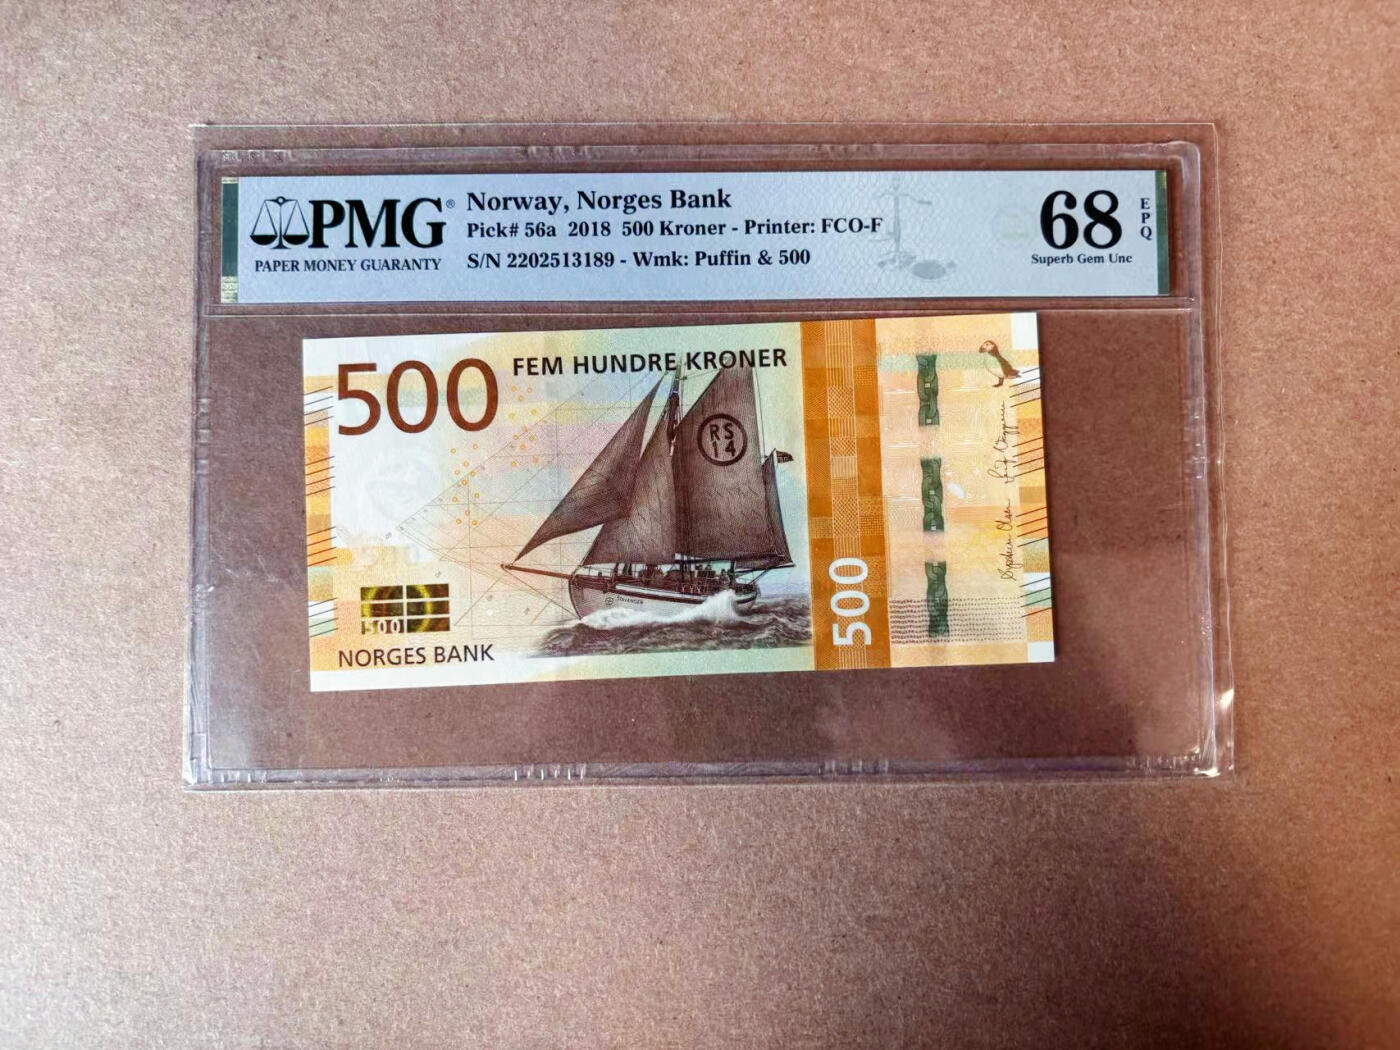 PMG®
PAPER MONEY GUARANTY
Norway, Norges Bank
Pick# 56a 2018 500 Kroner - Printer: FCO-F
S/N 2202513189 - Wmk: Puffin & 500
68
EPQ
Superb Gem Unc
500
FEM HUNDRE KRONER
RS
14
STAVANGER
500
NORGES BANK
500